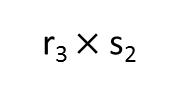 r₃ × s₂